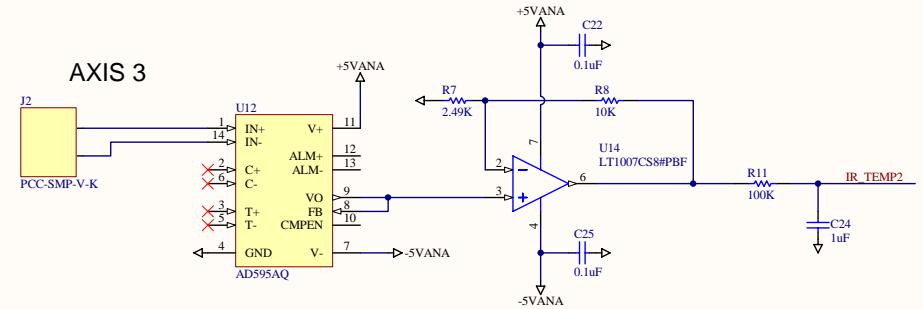 +5VANA
C22
0.1uF
AXIS 3
+5VANA
J2
PCC-SMP-V-K
U12
1 IN+ V+ 11
14 IN-
ALM+ 12
2 C+ ALM- 13
6 C-
VO 9
3 T+ FB 8
5 T- CMPEN 10
4 GND V- 7
-5VANA
AD595AQ
R7
2.49K
R8
10K
7
U14
LT1007CS8#PBF
2
6
3
4
R11
100K
IR_TEMP2
C24
1uF
C25
0.1uF
-5VANA